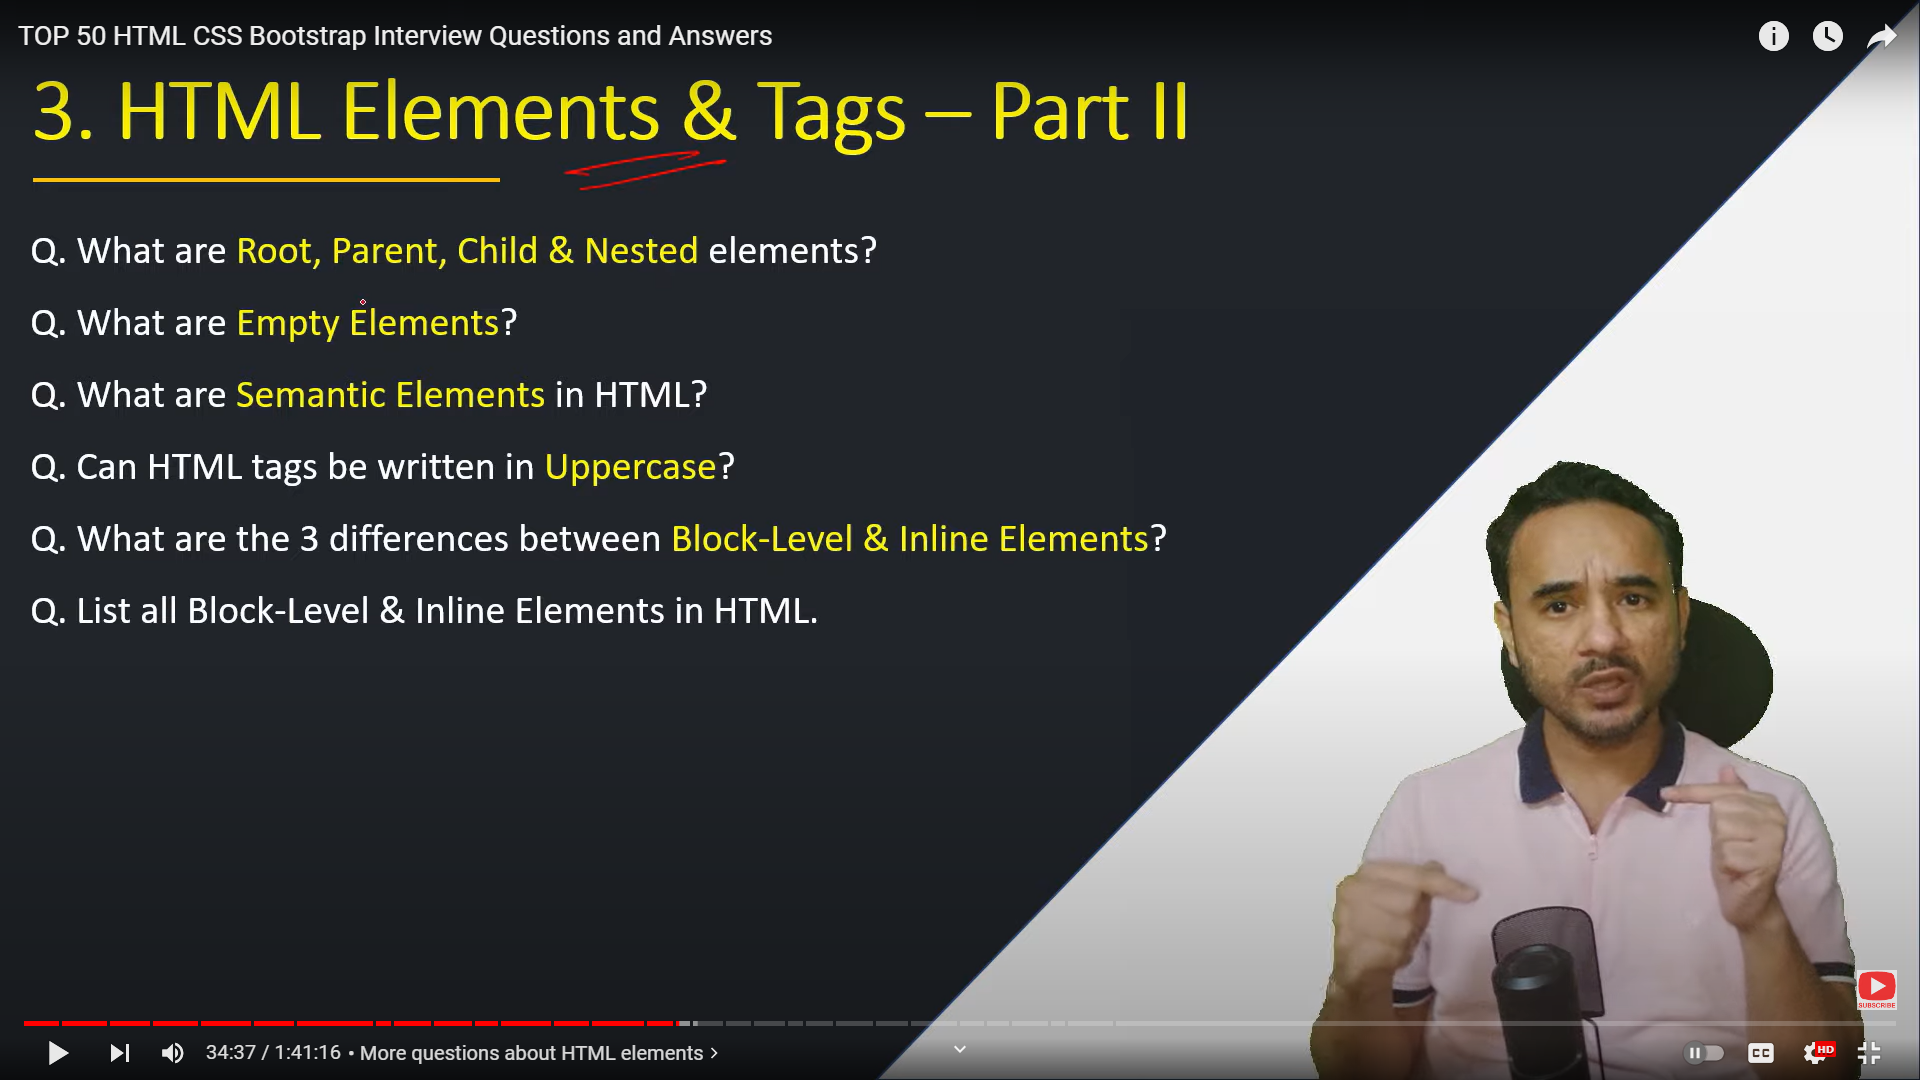 TOP 50 HTML CSS Bootstrap Interview Questions and Answers
3. HTML Elements & Tags – Part II
Q. What are Root, Parent, Child & Nested elements?
Q. What are Empty Elements?
Q. What are Semantic Elements in HTML?
Q. Can HTML tags be written in Uppercase?
Q. What are the 3 differences between Block-Level & Inline Elements?
Q. List all Block-Level & Inline Elements in HTML.
SUBSCRIBE
34:37 / 1:41:16 • More questions about HTML elements ›
CC
HD